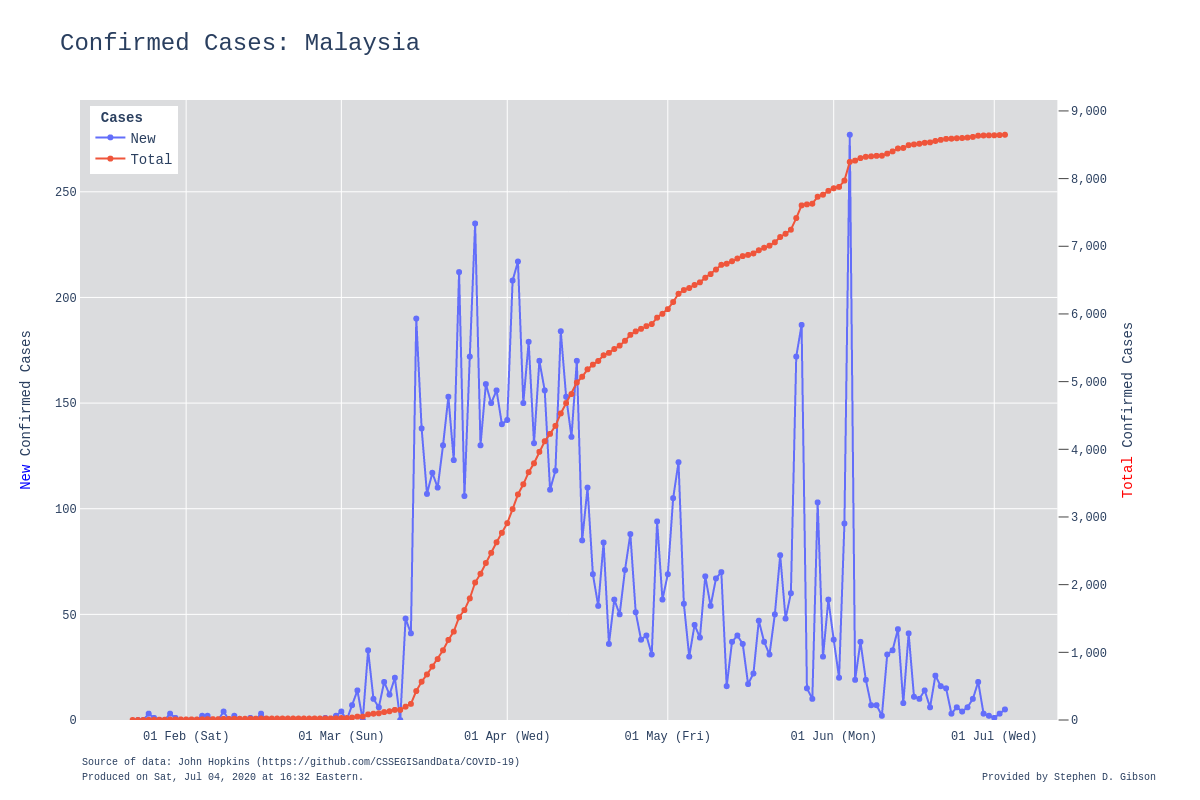 Confirmed Cases: Malaysia
Cases
New
Total
250
200
150
100
50
0
9,000
8,000
7,000
6,000
5,000
4,000
3,000
2,000
1,000
0
New Confirmed Cases
Total Confirmed Cases
01 Feb (Sat) 01 Mar (Sun) 01 Apr (Wed) 01 May (Fri) 01 Jun (Mon) 01 Jul (Wed)
Source of data: John Hopkins (https://github.com/CSSEGISandData/COVID-19)
Produced on Sat, Jul 04, 2020 at 16:32 Eastern.
Provided by Stephen D. Gibson